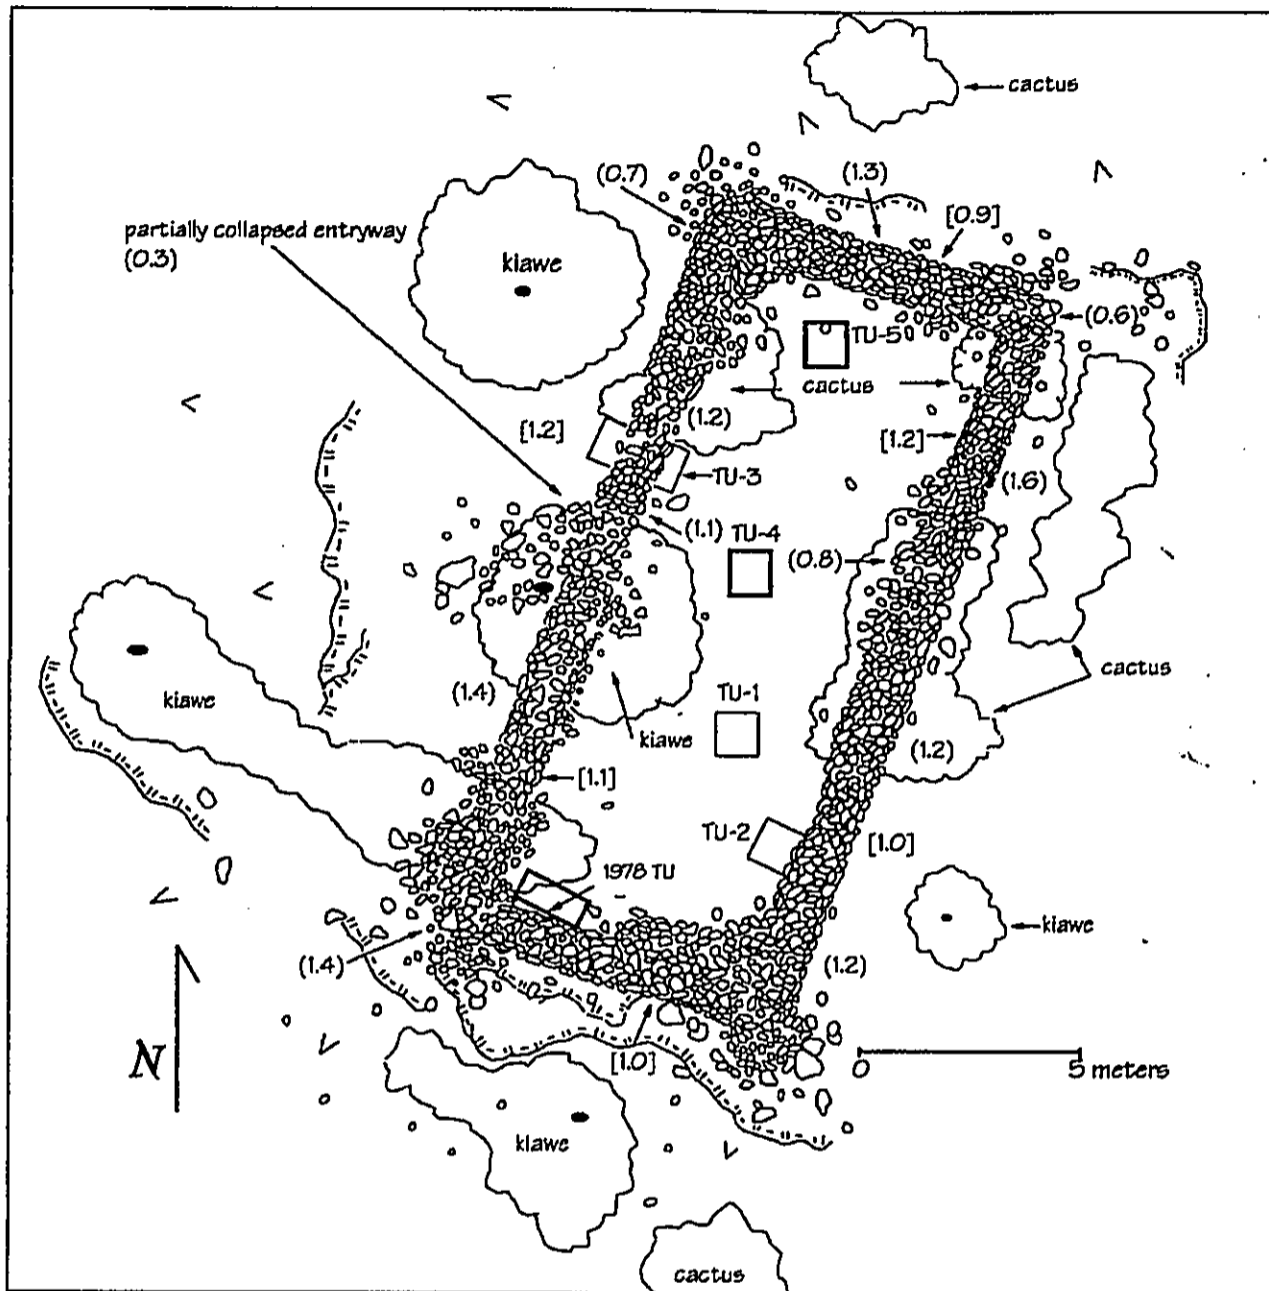 cactus
(0.7)
(1.3)
[0.9]
partially collapsed entryway
(0.3)
kiawe
(0.6)
TU-5
cactus
[1.2]
(1.2)
[1.2]
TU-3
(1.6)
(1.1)
TU-4
(0.8)
kiawe
(1.4)
TU-1
cactus
kiawe
(1.2)
[1.1]
TU-2
[1.0]
1978 TU
kiawe
(1.4)
(1.2)
N
[1.0]
0 5 meters
kiawe
cactus